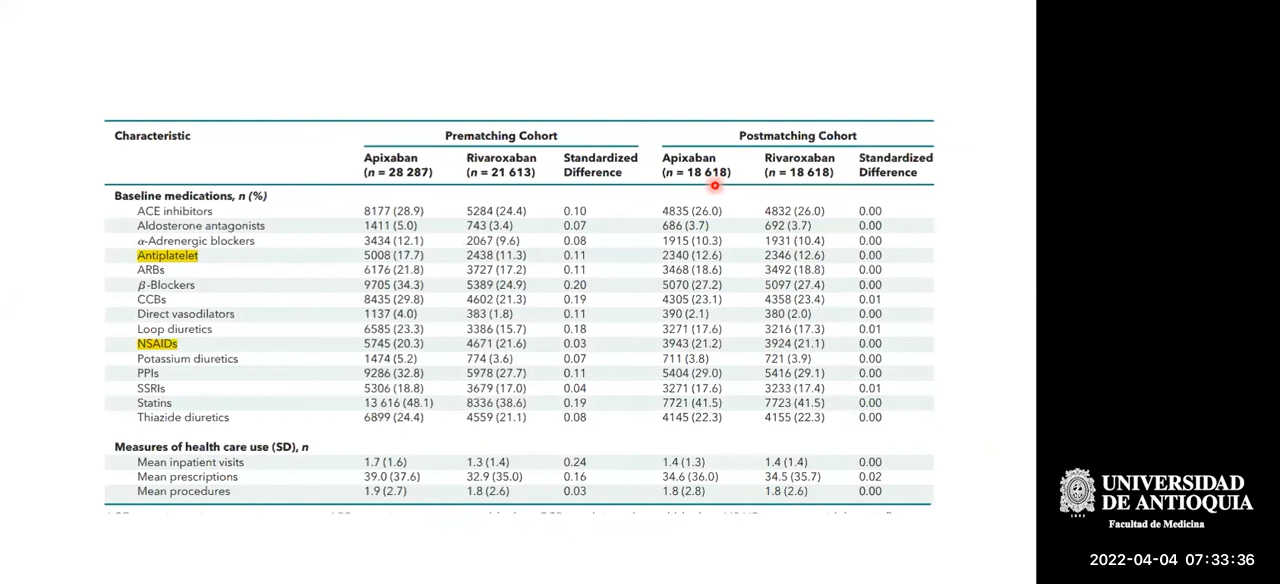 Characteristic Prematching Cohort Postmatching Cohort
Apixaban (n = 28 287) Rivaroxaban (n = 21 613) Standardized Difference Apixaban (n = 18 618) Rivaroxaban (n = 18 618) Standardized Difference
Baseline medications, n (%)
ACE inhibitors 8177 (28.9) 5284 (24.4) 0.10 4835 (26.0) 4832 (26.0) 0.00
Aldosterone antagonists 1411 (5.0) 743 (3.4) 0.07 686 (3.7) 692 (3.7) 0.00
α-Adrenergic blockers 3434 (12.1) 2067 (9.6) 0.08 1915 (10.3) 1931 (10.4) 0.00
Antiplatelet 5008 (17.7) 2438 (11.3) 0.11 2340 (12.6) 2346 (12.6) 0.00
ARBs 6176 (21.8) 3727 (17.2) 0.11 3468 (18.6) 3492 (18.8) 0.00
β-Blockers 9705 (34.3) 5389 (24.9) 0.20 5070 (27.2) 5097 (27.4) 0.00
CCBs 8435 (29.8) 4602 (21.3) 0.19 4305 (23.1) 4358 (23.4) 0.01
Direct vasodilators 1137 (4.0) 383 (1.8) 0.11 390 (2.1) 380 (2.0) 0.00
Loop diuretics 6585 (23.3) 3386 (15.7) 0.18 3271 (17.6) 3216 (17.3) 0.01
NSAIDs 5745 (20.3) 4671 (21.6) 0.03 3943 (21.2) 3924 (21.1) 0.00
Potassium diuretics 1474 (5.2) 774 (3.6) 0.07 711 (3.8) 721 (3.9) 0.00
PPIs 9286 (32.8) 5978 (27.7) 0.11 5404 (29.0) 5416 (29.1) 0.00
SSRIs 5306 (18.8) 3679 (17.0) 0.04 3271 (17.6) 3233 (17.4) 0.01
Statins 13 616 (48.1) 8336 (38.6) 0.19 7721 (41.5) 7723 (41.5) 0.00
Thiazide diuretics 6899 (24.4) 4559 (21.1) 0.08 4145 (22.3) 4155 (22.3) 0.00
Measures of health care use (SD), n
Mean inpatient visits 1.7 (1.6) 1.3 (1.4) 0.24 1.4 (1.3) 1.4 (1.4) 0.00
Mean prescriptions 39.0 (37.6) 32.9 (35.0) 0.16 34.6 (36.0) 34.5 (35.7) 0.02
Mean procedures 1.9 (2.7) 1.8 (2.6) 0.03 1.8 (2.8) 1.8 (2.6) 0.00
UNIVERSIDAD
DE ANTIOQUIA
1803
Facultad de Medicina
2022-04-04 07:33:36